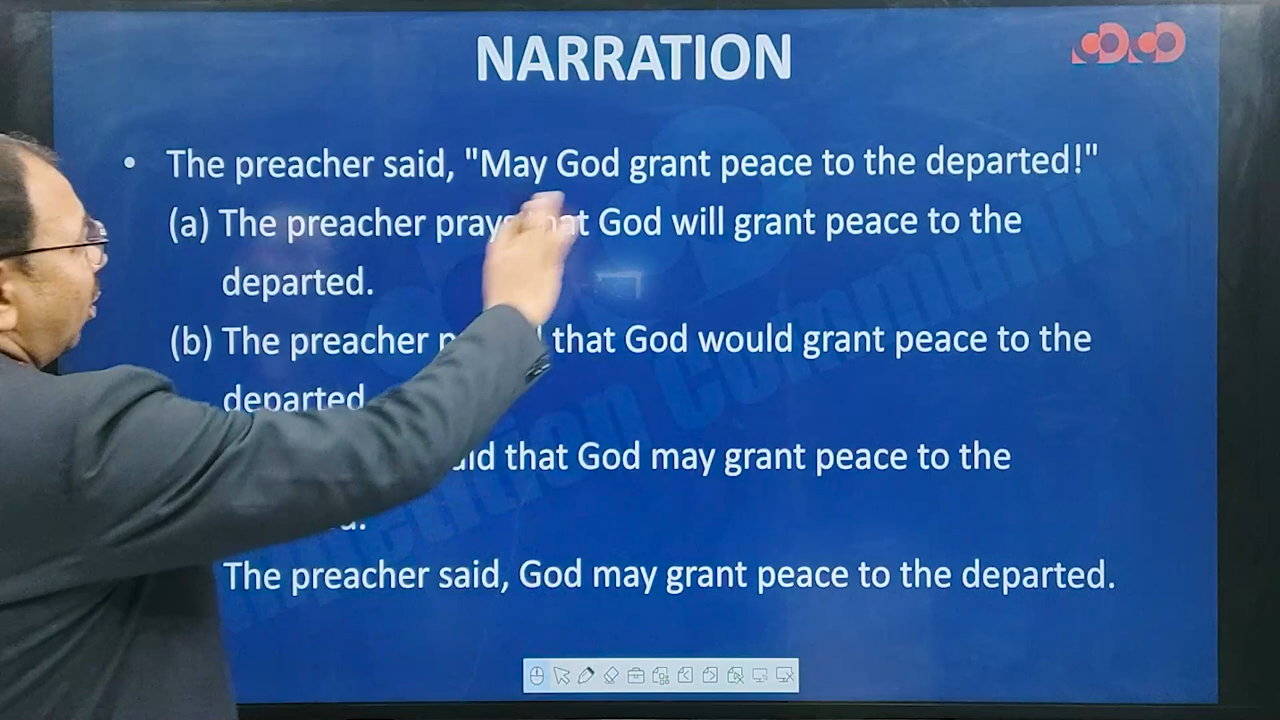 NARRATION
• The preacher said, "May God grant peace to the departed!"
(a) The preacher prays that God will grant peace to the
departed.
(b) The preacher that God would grant peace to the
departed
that God may grant peace to the
The preacher said, God may grant peace to the departed.
Community